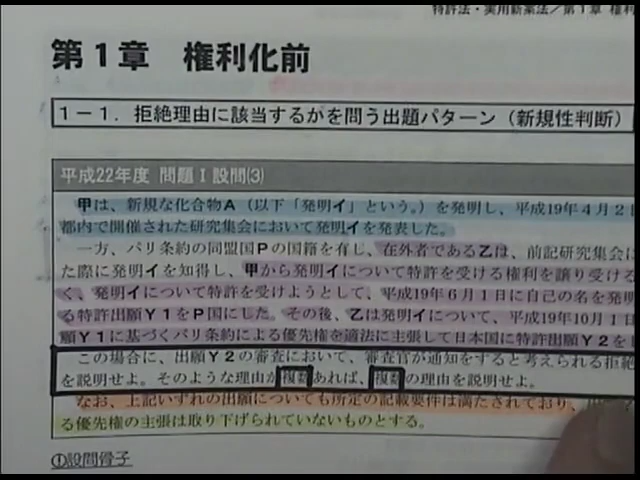 特許法・実用新案法／第1章 権利
第1章 権利化前
1－1．拒絶理由に該当するかを問う出題パターン（新規性判断）
平成22年度 問題Ⅰ設問(3)
甲は、新規な化合物A（以下「発明イ」という。）を発明し、平成19年4月2
都内で開催された研究集会において発明イを発表した。
一方、パリ条約の同盟国Pの国籍を有し、在外者である乙は、前記研究集会に
た際に発明イを知得し、甲から発明イについて特許を受ける権利を譲り受ける
く、発明イについて特許を受けようとして、平成19年6月1日に自己の名を発明
る特許出願Y1をP国にした。その後、乙は発明イについて、平成19年10月1
願Y1に基づくパリ条約による優先権を適法に主張して日本国に特許出願Y2を
この場合に、出願Y2の審査において、審査官が通知をすると考えられる拒絶
を説明せよ。そのような理由が複数あれば、複数の理由を説明せよ。
なお、上記いずれの出願についても所定の記載要件は満たされており、
る優先権の主張は取り下げられていないものとする。
①設問骨子